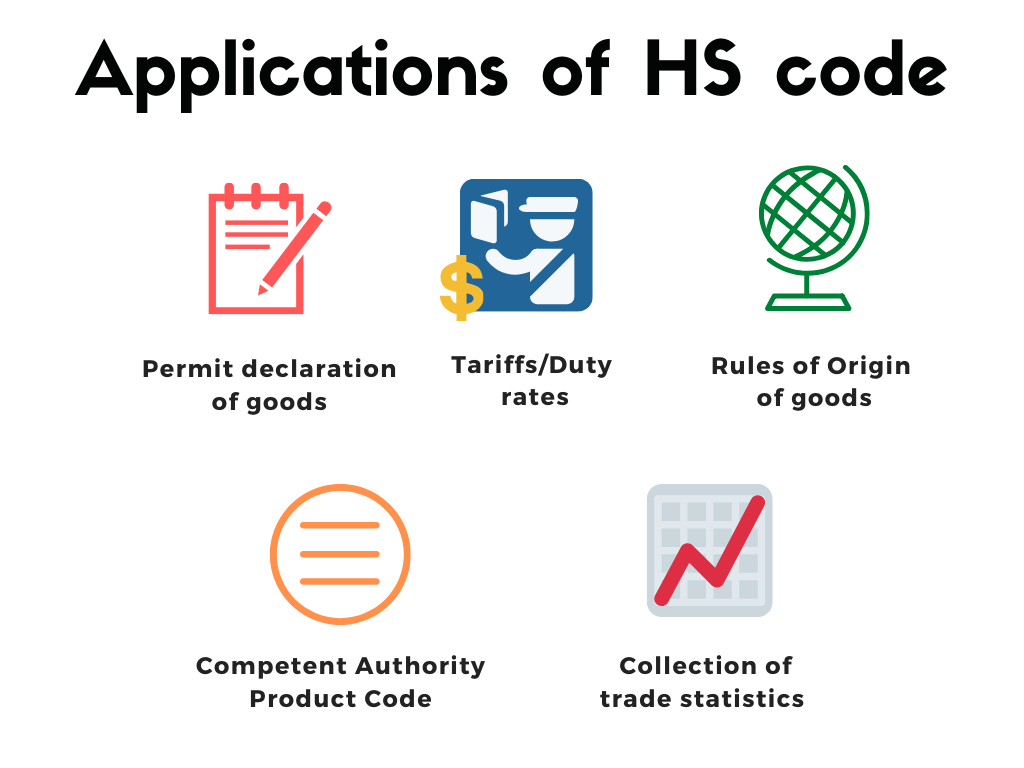 Applications of HS code
Permit declaration
of goods
Tariffs/Duty
rates
Rules of Origin
of goods
$
Competent Authority
Product Code
Collection of
trade statistics